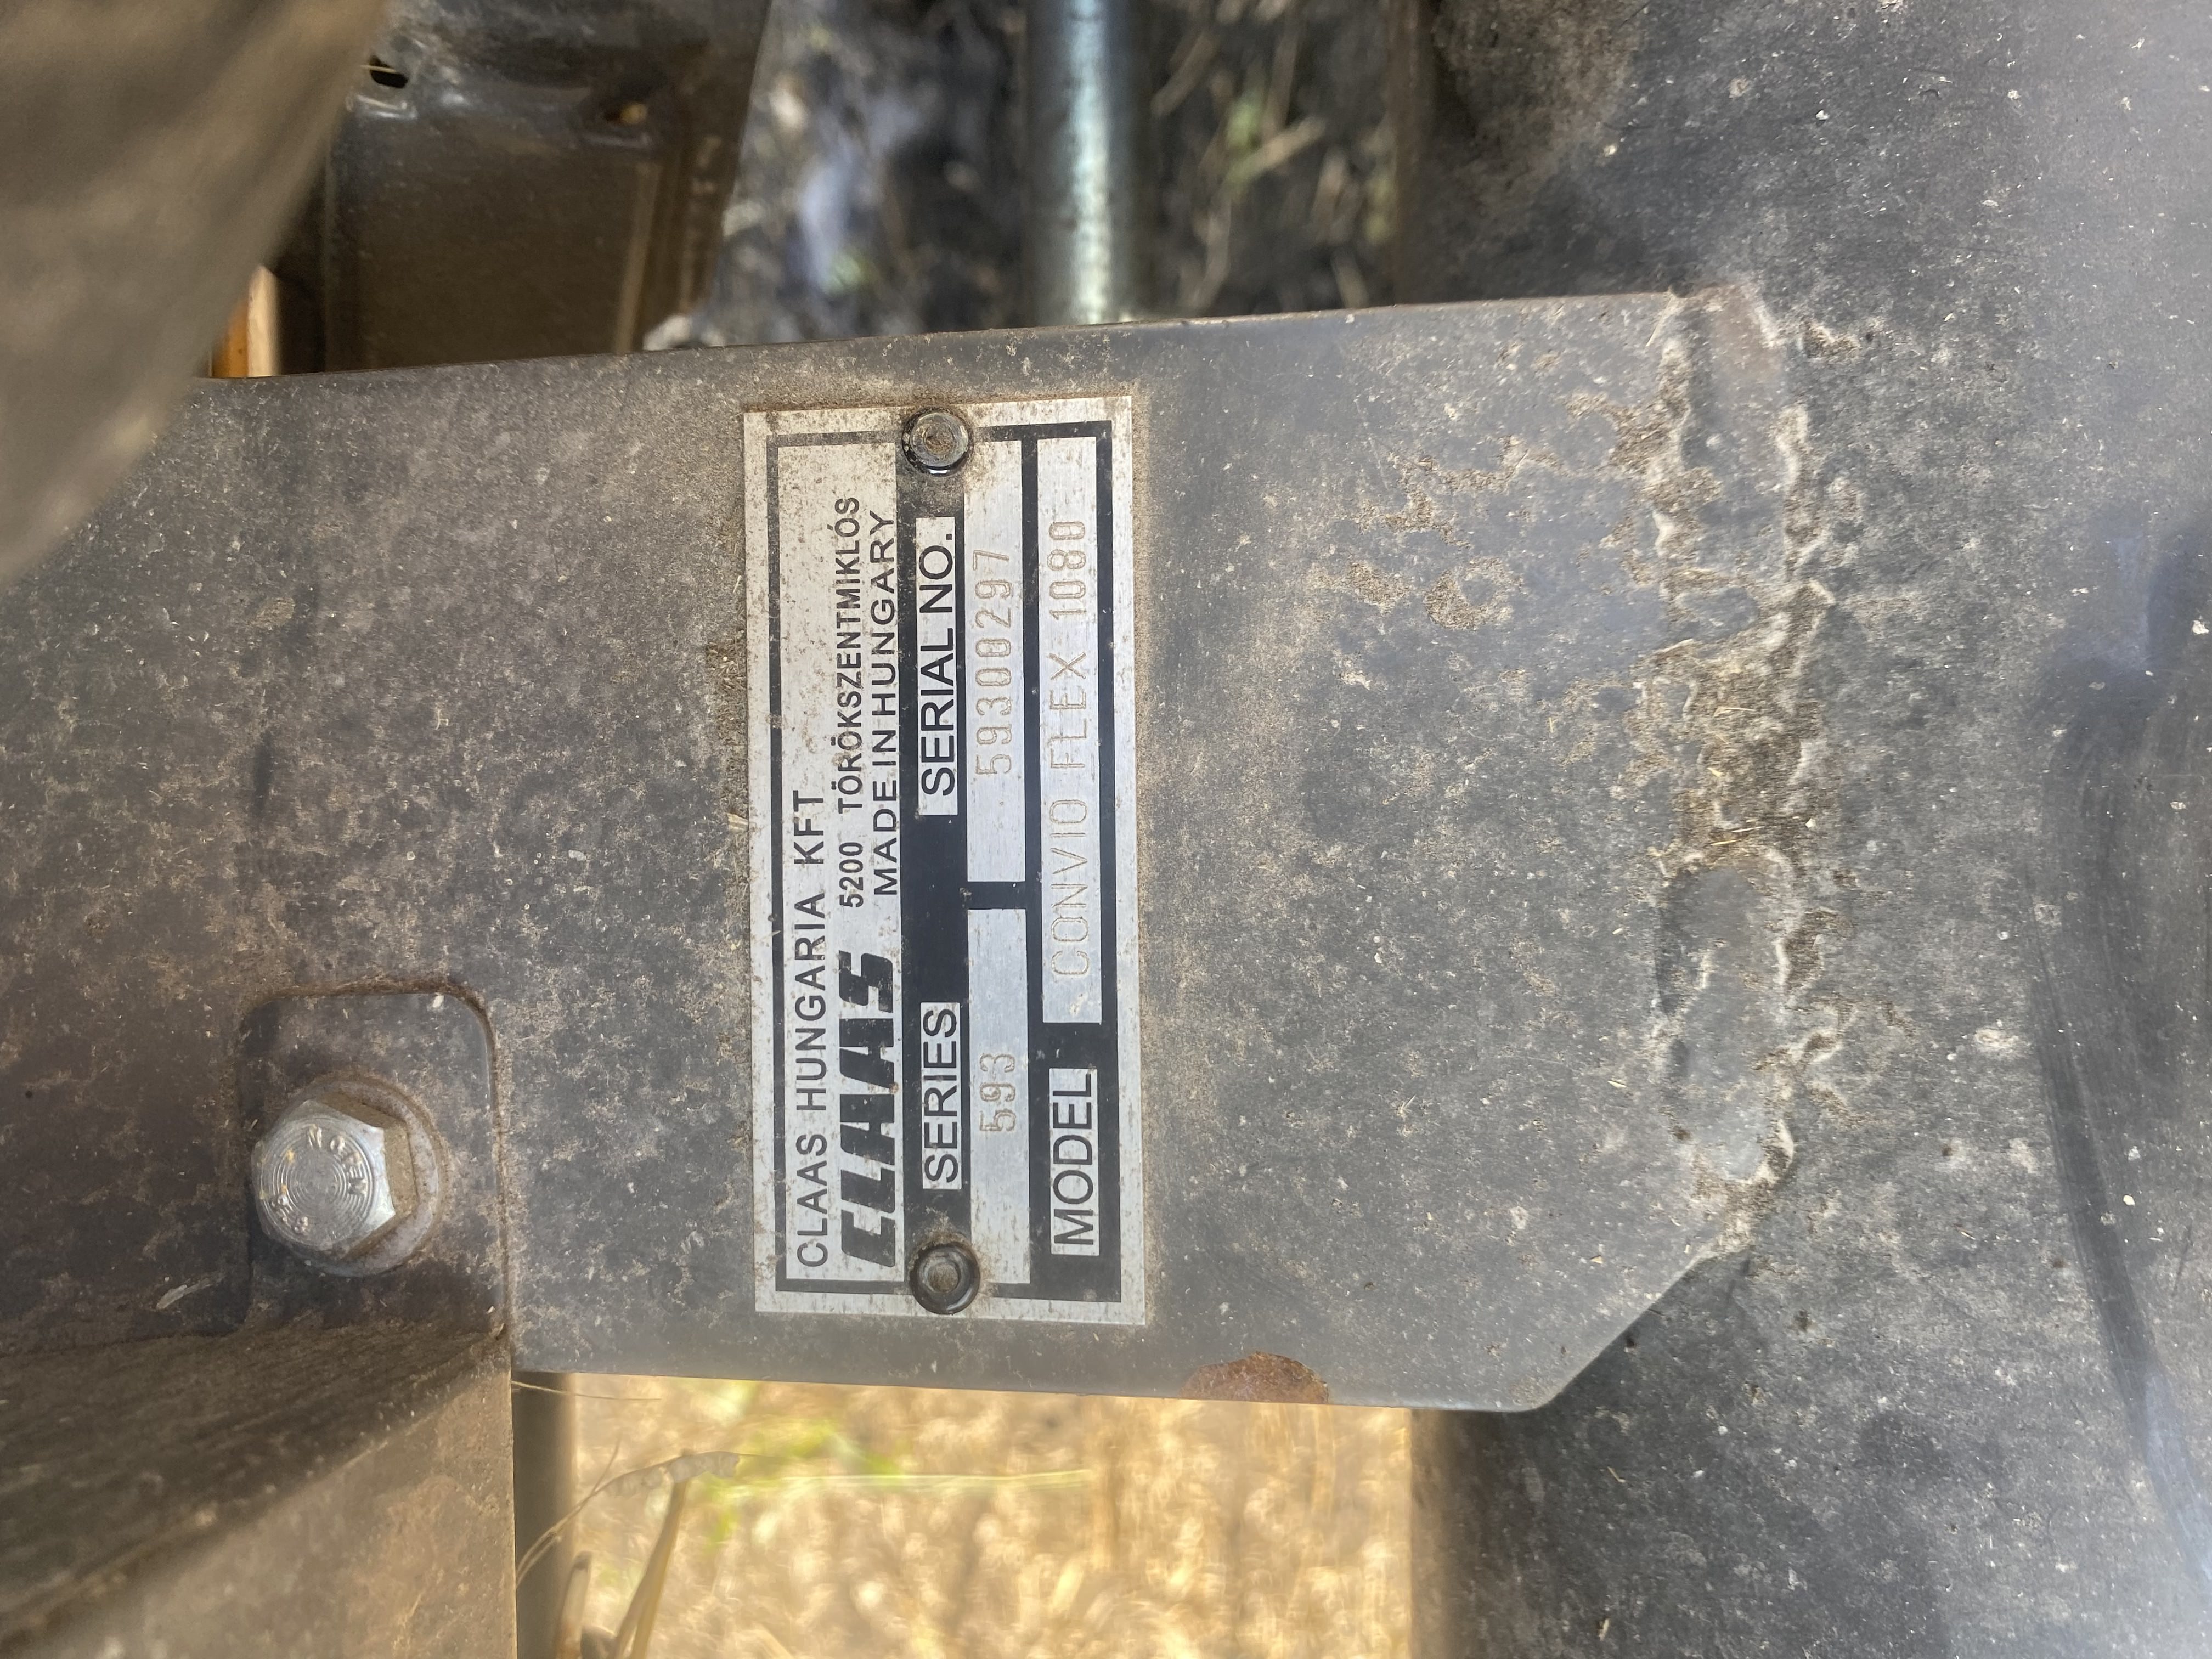 CLAAS HUNGARIA KFT
CLAAS
5200 TÖRÖKSZENTMIKLÓS
MADE IN HUNGARY
SERIES
SERIAL NO.
593
59300297
MODEL
CONVIO FLEX 1080